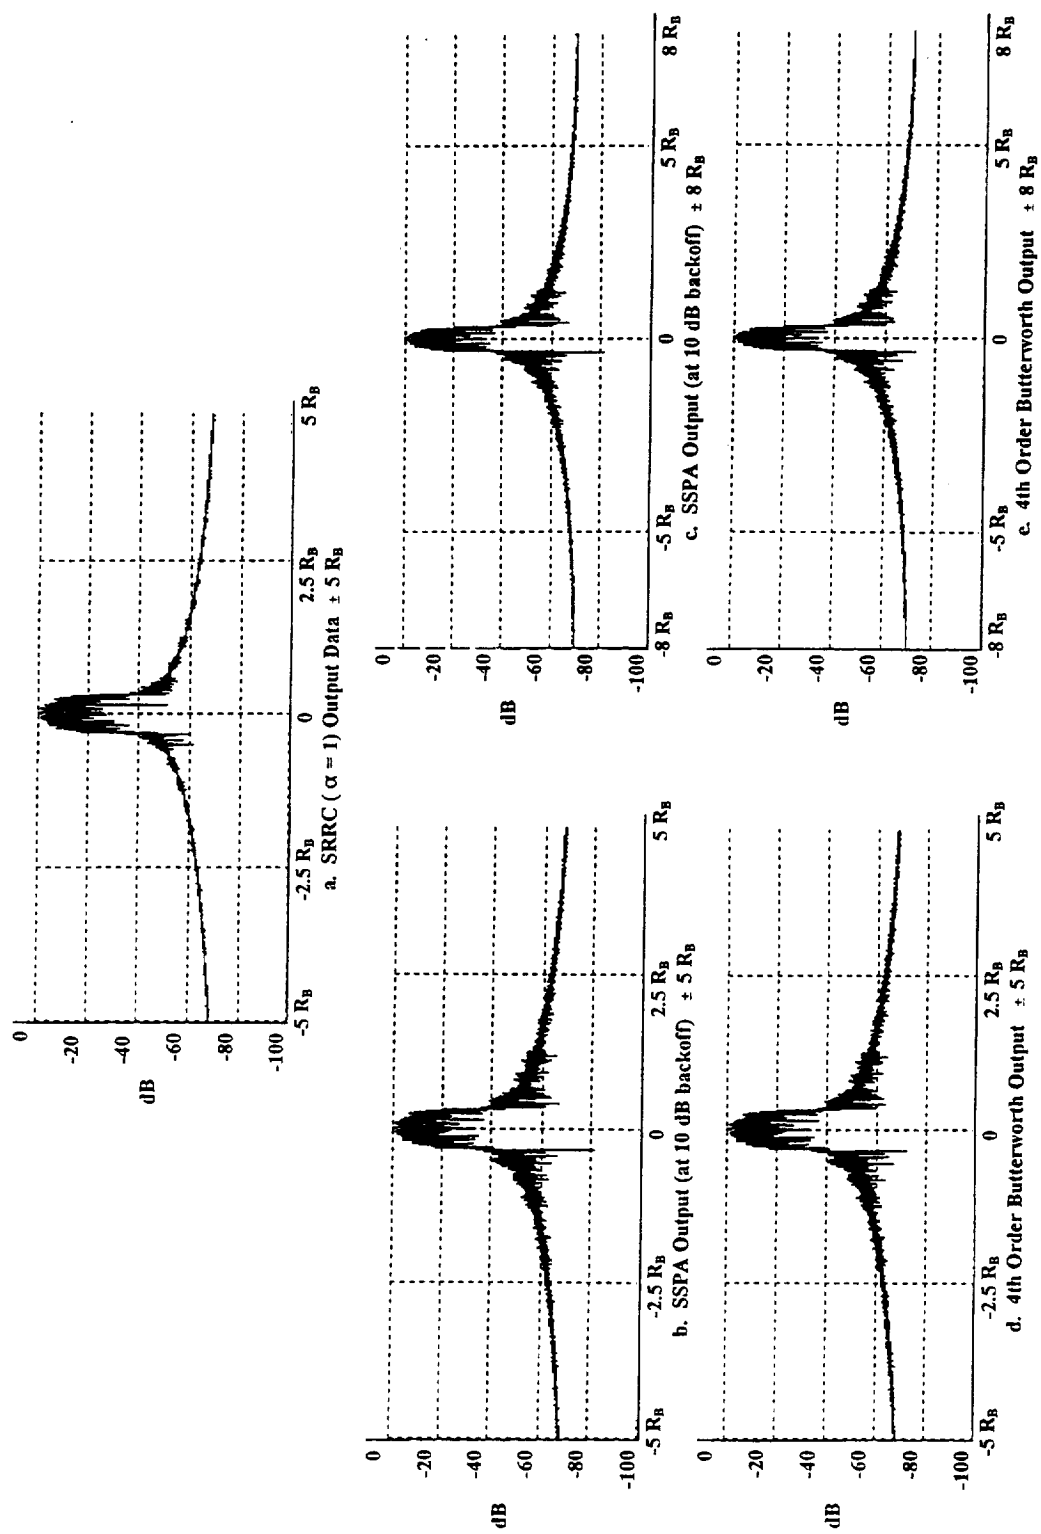 0
-20
-40
-60
-80
-100
dB
-5 R_B
-2.5 R_B
0
2.5 R_B
5 R_B
a. SRRC ( α = 1) Output Data ± 5 R_B
0
-20
-40
-60
-80
-100
dB
-5 R_B
-2.5 R_B
0
2.5 R_B
5 R_B
b. SSPA Output (at 10 dB backoff) ± 5 R_B
0
-20
-40
-60
-80
-100
dB
-8 R_B
-5 R_B
0
5 R_B
8 R_B
c. SSPA Output (at 10 dB backoff) ± 8 R_B
0
-20
-40
-60
-80
-100
dB
-5 R_B
-2.5 R_B
0
2.5 R_B
5 R_B
d. 4th Order Butterworth Output ± 5 R_B
0
-20
-40
-60
-80
-100
dB
-8 R_B
-5 R_B
0
5 R_B
8 R_B
e. 4th Order Butterworth Output ± 8 R_B